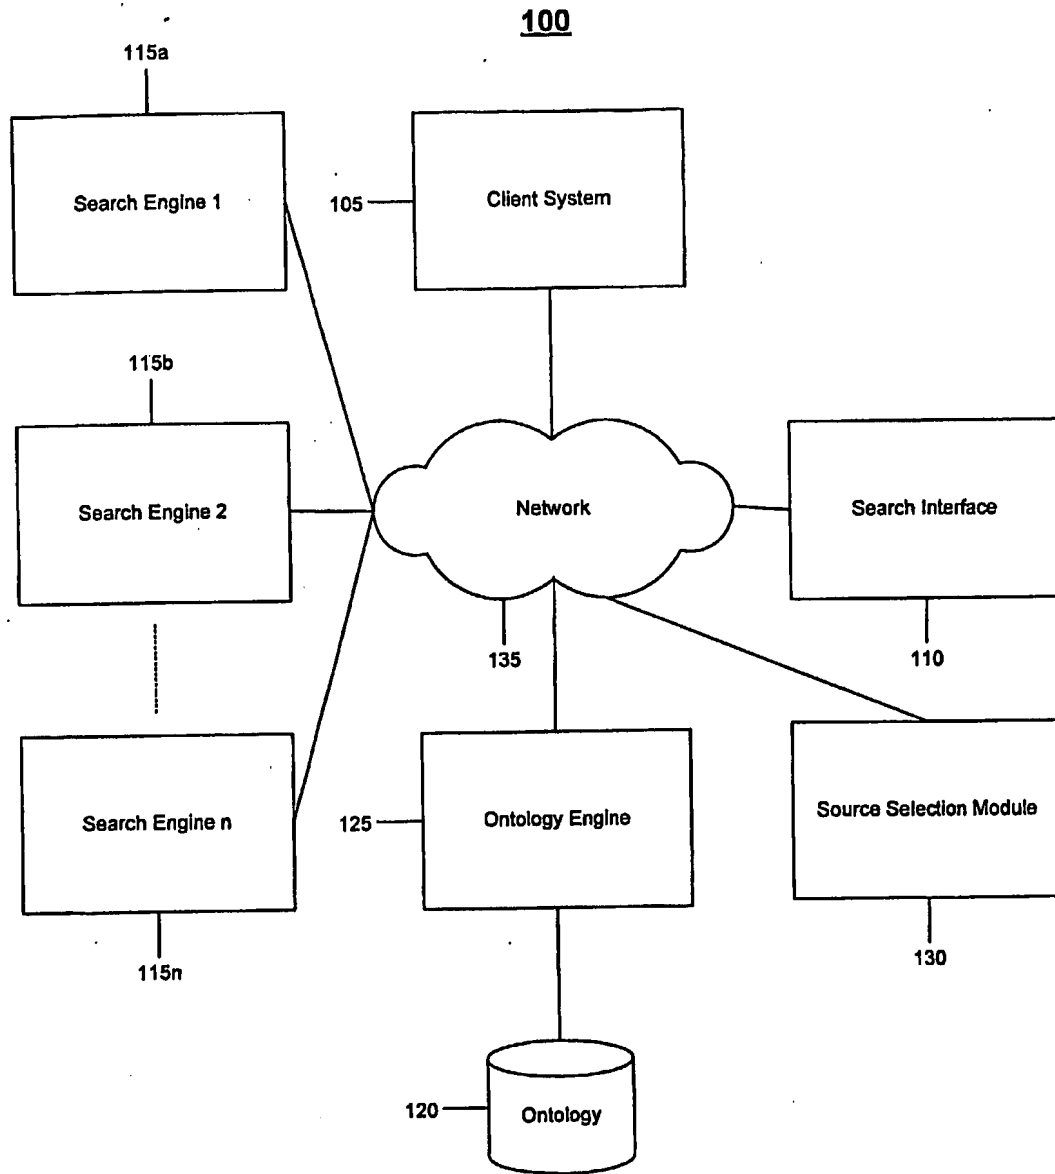 100
115a
Search Engine 1
105
Client System
115b
Search Engine 2
Network
Search Interface
135
110
Search Engine n
125
Ontology Engine
Source Selection Module
115n
130
120
Ontology